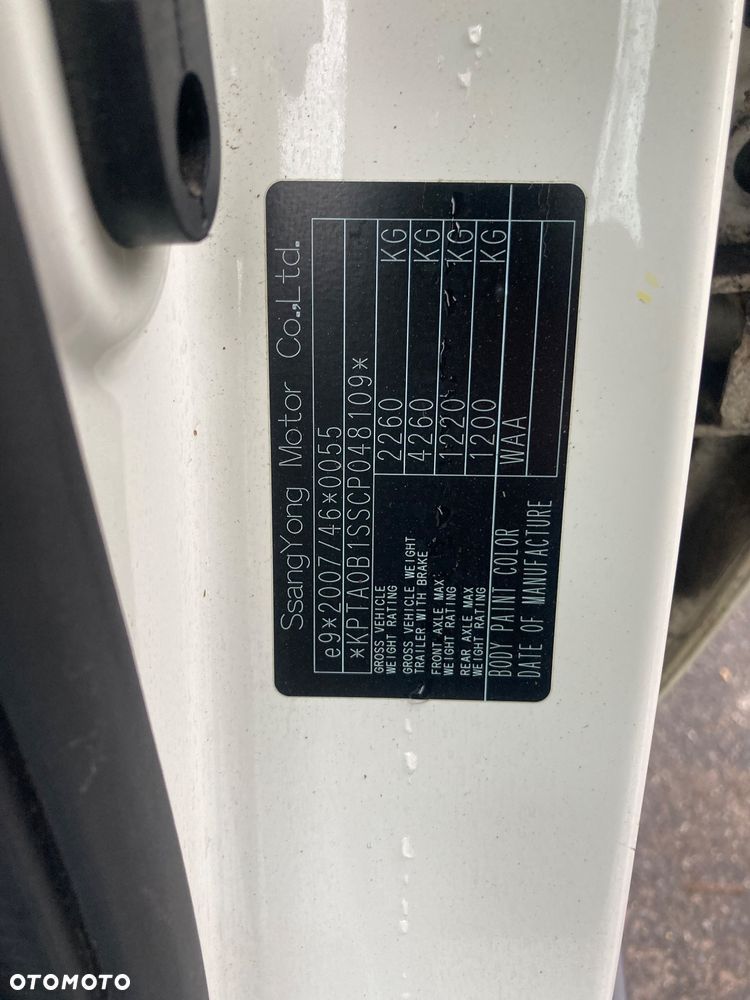 SsangYong Motor Co.,Ltd.
e9*2007/46*0055
*KPTA0B1SSCP048109*
GROSS VEHICLE WEIGHT RATING 2260 KG
GROSS VEHICLE WEIGHT TRAILER WITH BRAKE 4260 KG
FRONT AXLE MAX WEIGHT RATING 1220 KG
REAR AXLE MAX WEIGHT RATING 1200 KG
BODY PAINT COLOR WAA
DATE OF MANUFACTURE
OTOMOTO